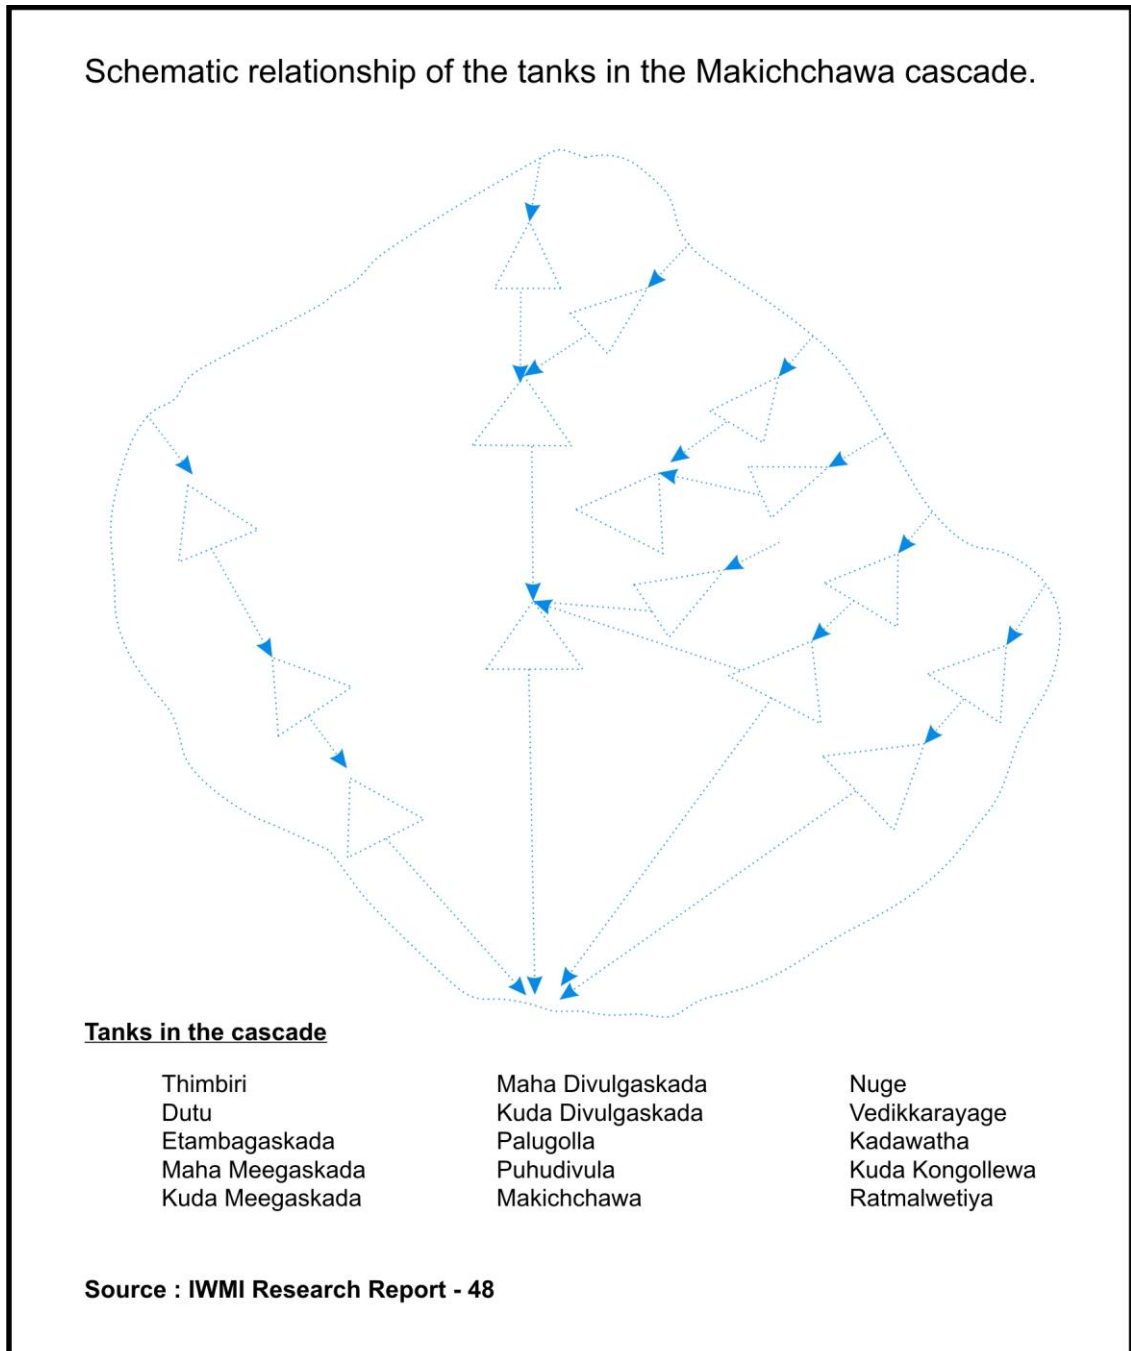 Schematic relationship of the tanks in the Makichchawa cascade.
Tanks in the cascade
Thimbiri
Dutu
Etambagaskada
Maha Meegaskada
Kuda Meegaskada
Maha Divulgaskada
Kuda Divulgaskada
Palugolla
Puhudivula
Makichchawa
Nuge
Vedikkarayage
Kadawatha
Kuda Kongollewa
Ratmalwetiya
Source : IWMI Research Report - 48